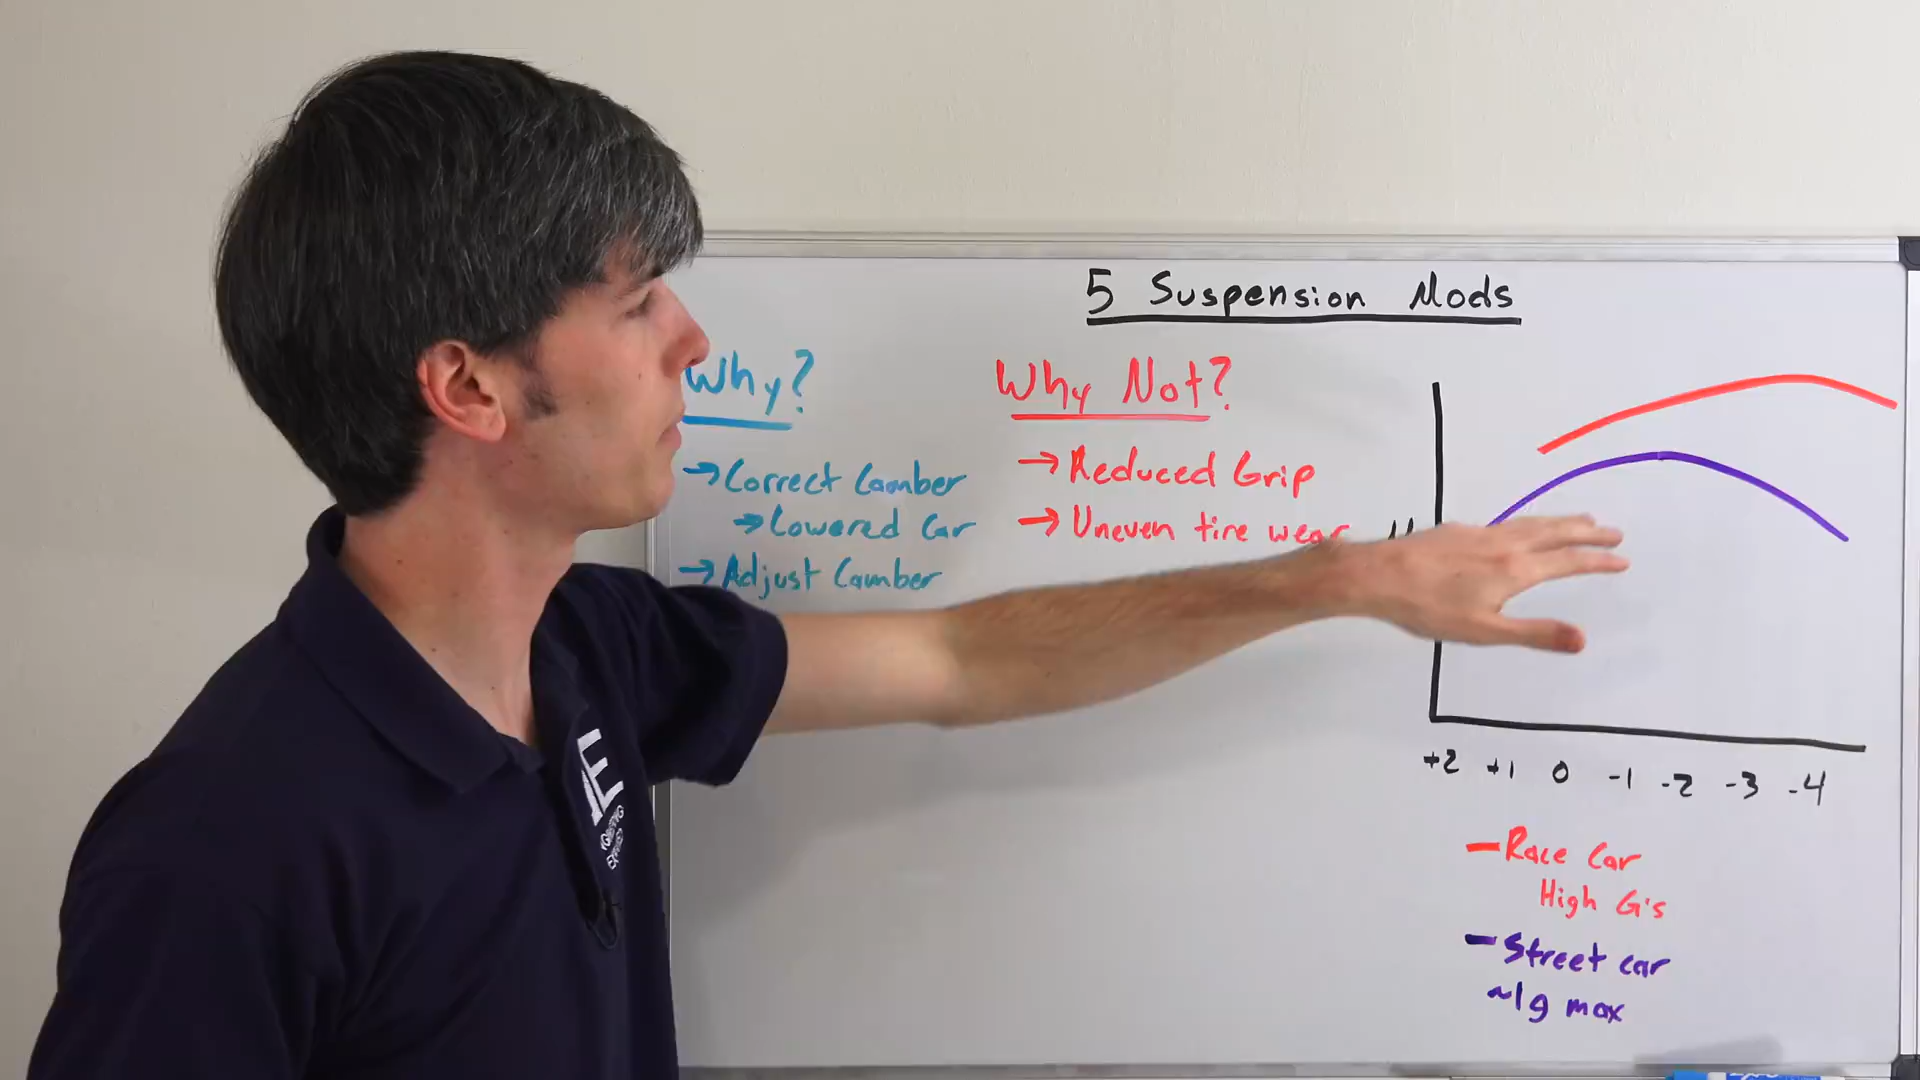 5 Suspension Mods
Why?
→Correct Camber
→Lowered Car
→Adjust Camber
Why Not?
→Reduced Grip
→Uneven tire wear
+2 +1 0 -1 -2 -3 -4
Race Car
High G's
Street car
~1g max